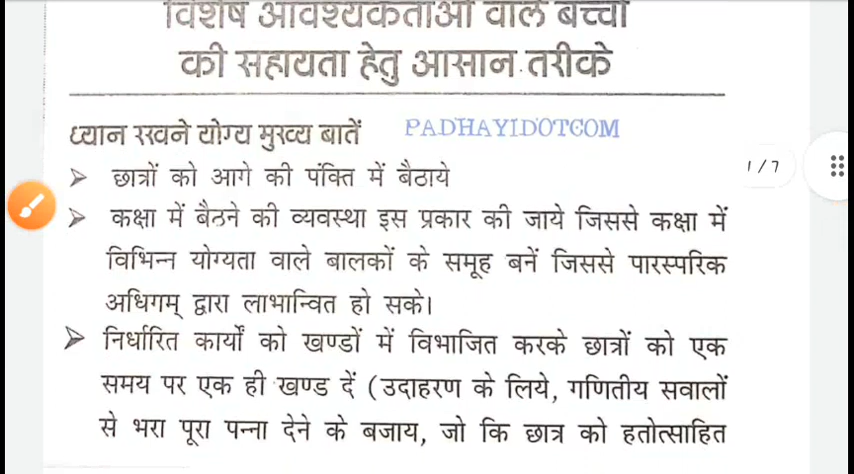 विशेष आवश्यकताओं वाले बच्चों
की सहायता हेतु आसान तरीके
ध्यान रखने योग्य मुख्य बातें PADHAYIDOTCOM
➤ छात्रों को आगे की पंक्ति में बैठाये
➤ कक्षा में बैठने की व्यवस्था इस प्रकार की जाये जिससे कक्षा में
विभिन्न योग्यता वाले बालकों के समूह बनें जिससे पारस्परिक
अधिगम् द्वारा लाभान्वित हो सके।
➤ निर्धारित कार्यों को खण्डों में विभाजित करके छात्रों को एक
समय पर एक ही खण्ड दें (उदाहरण के लिये, गणितीय सवालों
से भरा पूरा पन्ना देने के बजाय, जो कि छात्र को हतोत्साहित
1/7